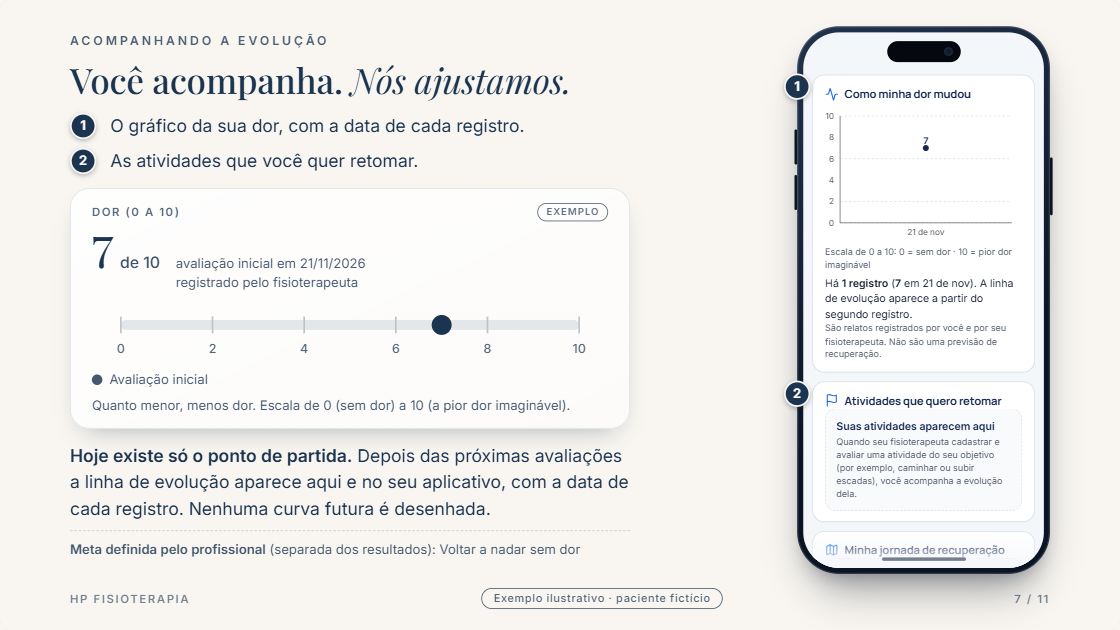 ACOMPANHANDO A EVOLUÇÃO
Você acompanha. Nós ajustamos.
1 O gráfico da sua dor, com a data de cada registro.
2 As atividades que você quer retomar.
DOR (0 A 10)
EXEMPLO
7 de 10
avaliação inicial em 21/11/2026
registrado pelo fisioterapeuta
0 2 4 6 8 10
Avaliação inicial
Quanto menor, menos dor. Escala de 0 (sem dor) a 10 (a pior dor imaginável).
Hoje existe só o ponto de partida. Depois das próximas avaliações
a linha de evolução aparece aqui e no seu aplicativo, com a data de
cada registro. Nenhuma curva futura é desenhada.
Meta definida pelo profissional (separada dos resultados): Voltar a nadar sem dor
1
Como minha dor mudou
10
8
7
6
4
2
0
21 de nov
Escala de 0 a 10: 0 = sem dor · 10 = pior dor
imaginável
Há 1 registro (7 em 21 de nov). A linha
de evolução aparece a partir do
segundo registro.
São relatos registrados por você e por seu
fisioterapeuta. Não são uma previsão de
recuperação.
2
Atividades que quero retomar
Suas atividades aparecem aqui
Quando seu fisioterapeuta cadastrar e
avaliar uma atividade do seu objetivo
(por exemplo, caminhar ou subir
escadas), você acompanha a evolução
dela.
Minha jornada de recuperação
HP FISIOTERAPIA
Exemplo ilustrativo · paciente fictício
7 / 11